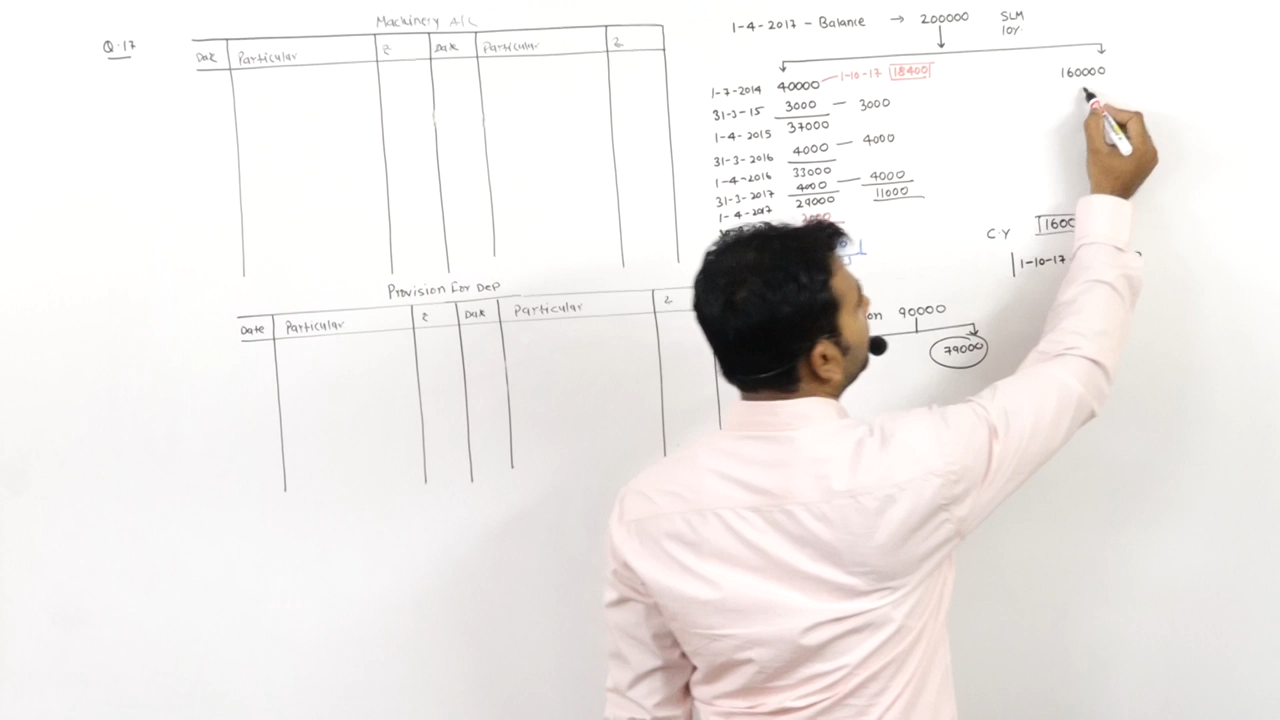 Q.17
Machinery A/C
Date Particular ₹ Date Particular ₹
Provision For Dep
Date Particular ₹ Date Particular ₹
1-4-2017 - Balance → 200000 SLM
10%
1-7-2014 40000 1-10-17 18400 160000
31-3-15 3000 - 3000
1-4-2015 37000
31-3-2016 4000 - 4000
1-4-2016 33000
31-3-2017 4000 - 4000
29000 11000
1-4-2017
C.Y
1-10-17
90000
79000